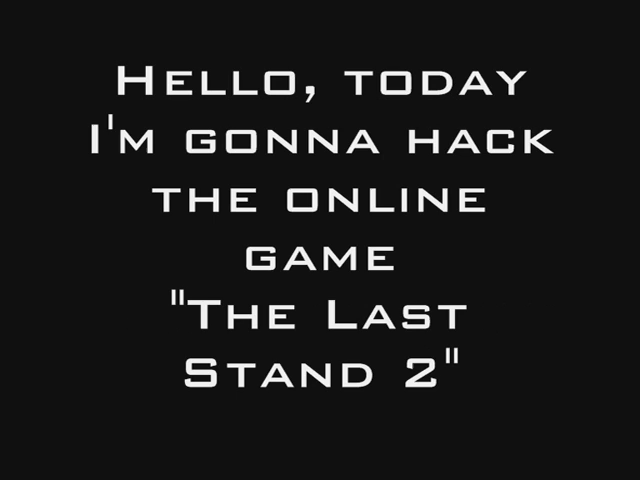 Hello, today
I'm gonna hack
the online
game
"The Last
Stand 2"